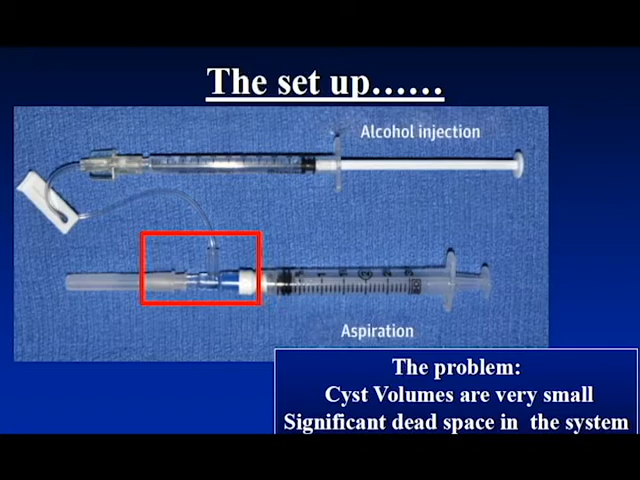 The set up……
Alcohol injection
Aspiration
The problem:
Cyst Volumes are very small
Significant dead space in the system